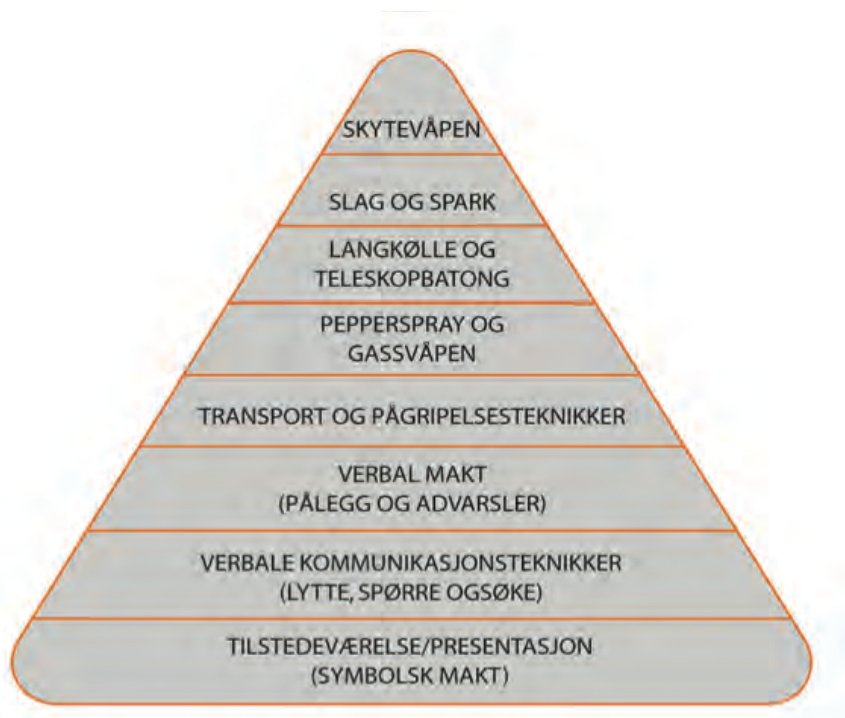 SKYTEVÅPEN
SLAG OG SPARK
LANGKØLLE OG
TELESKOPBATONG
PEPPERSPRAY OG
GASSVÅPEN
TRANSPORT OG PÅGRIPELSESTEKNIKKER
VERBAL MAKT
(PÅLEGG OG ADVARSLER)
VERBALE KOMMUNIKASJONSTEKNIKKER
(LYTTE, SPØRRE OGSØKE)
TILSTEDEVÆRELSE/PRESENTASJON
(SYMBOLSK MAKT)